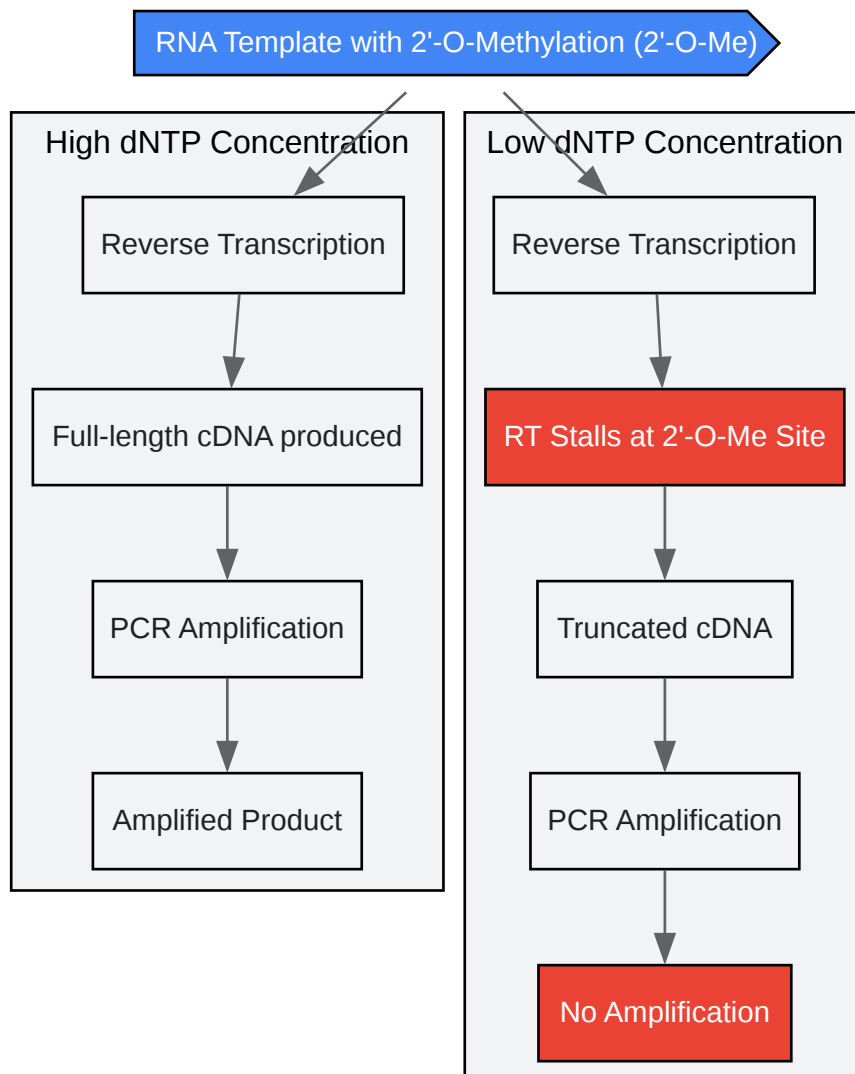 RNA Template with 2'-O-Methylation (2'-O-Me)
High dNTP Concentration
Reverse Transcription
Full-length cDNA produced
PCR Amplification
Amplified Product
Low dNTP Concentration
Reverse Transcription
RT Stalls at 2'-O-Me Site
Truncated cDNA
PCR Amplification
No Amplification